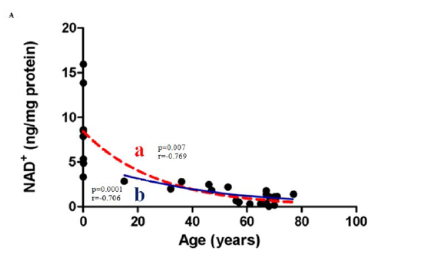 A
20
15
10
5
0
NAD+ (ng/mg protein)
a
p=0.007
r=-0.769
p=0.0001
r=-0.706
b
0 20 40 60 80 100
Age (years)